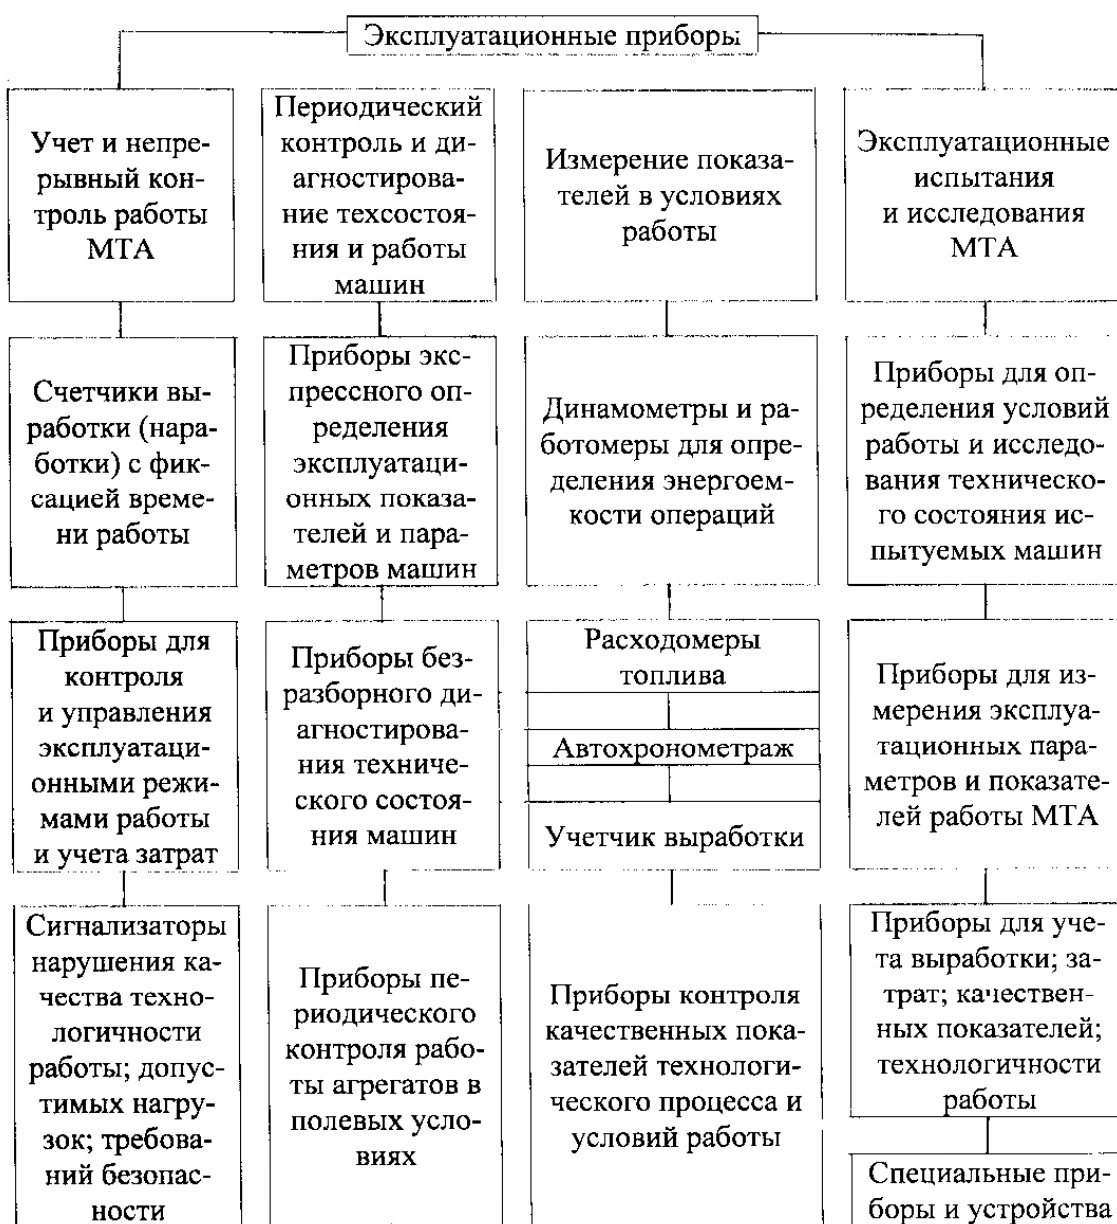 Эксплуатационные приборы
Учет и непре-
рывный кон-
троль работы
МТА
Счетчики вы-
работки (нара-
ботки) с фик-
сацией време-
ни работы
Приборы для
контроля
и управления
эксплуатаци-
онными режи-
мами работы
и учета затрат
Сигнализаторы
нарушения ка-
чества техно-
логичности
работы; допус-
тимых нагру-
зок; требова-
ний безопас-
ности
Периодический
контроль и ди-
агностирова-
ние техсостоя-
ния и работы
машин
Приборы экс-
прессного оп-
ределения
эксплуатаци-
онных показа-
телей и пара-
метров машин
Приборы без-
разборного ди-
агностирова-
ния техниче-
ского состоя-
ния машин
Приборы пе-
риодического
контроля рабо-
ты агрегатов в
полевых усло-
виях
Измерение показа-
телей в условиях
работы
Динамометры и ра-
ботомеры для опре-
деления энергоем-
кости операций
Расходомеры
топлива
Автохронометраж
Учетчик выработки
Приборы контроля
качественных пока-
зателей технологи-
ческого процесса и
условий работы
Эксплуатационные
испытания
и исследования
МТА
Приборы для оп-
ределения условий
работы и исследо-
вания техническо-
го состояния ис-
пытуемых машин
Приборы для из-
мерения эксплуа-
тационных пара-
метров и показате-
лей работы МТА
Приборы для уче-
та выработки; за-
трат; качествен-
ных показателей;
технологичности
работы
Специальные при-
боры и устройства